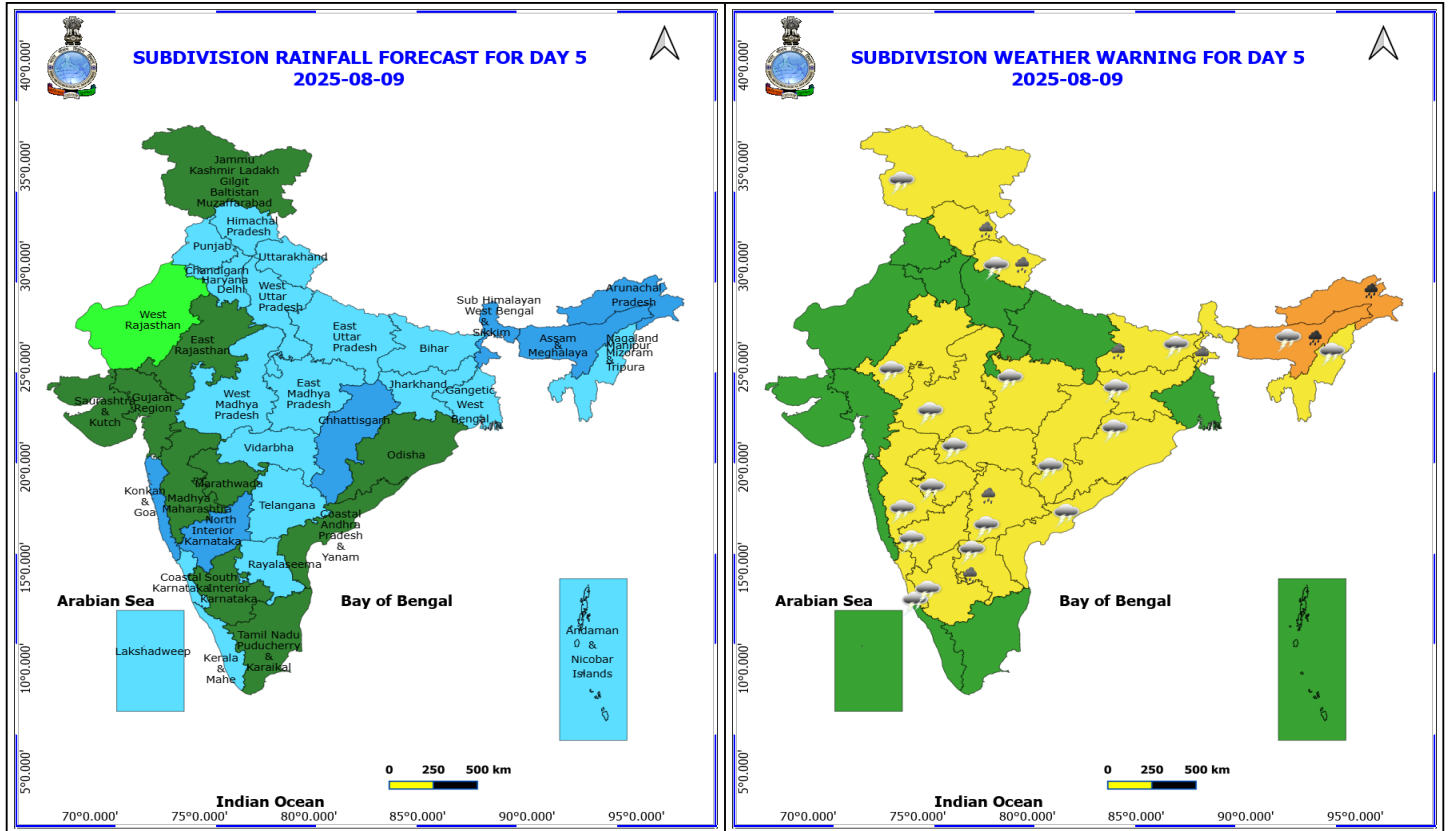 SUBDIVISION RAINFALL FORECAST FOR DAY 5
2025-08-09
40°0.000'
35°0.000'
30°0.000'
25°0.000'
20°0.000'
15°0.000'
10°0.000'
5°0.000'
Jammu
Kashmir Ladakh
Gilgit
Baltistan
Muzaffarabad
Himachal
Pradesh
Punjab
Uttarakhand
Chandigarh
Haryana
Delhi
West
Uttar
Pradesh
West
Rajasthan
East
Rajasthan
East
Uttar
Pradesh
Bihar
Sub Himalayan
West Bengal
&
Sikkim
Arunachal
Pradesh
Assam
&
Meghalaya
Nagaland
Manipur
Mizoram
&
Tripura
Saurashtra
&
Kutch
Gujarat
Region
West
Madhya
Pradesh
East
Madhya
Pradesh
Jharkhand
Gangetic
West
Bengal
Chhattisgarh
Odisha
Vidarbha
Konkan
&
Goa
Madhya
Maharashtra
Marathwada
Telangana
North
Interior
Karnataka
Coastal
Andhra
Pradesh
&
Yanam
Rayalaseema
Coastal
Karnataka
South
Interior
Karnataka
Tamil Nadu
Puducherry
&
Karaikal
Kerala
&
Mahe
Lakshadweep
Andaman
&
Nicobar
Islands
Arabian Sea
Bay of Bengal
Indian Ocean
0 250 500 km
70°0.000' 75°0.000' 80°0.000' 85°0.000' 90°0.000' 95°0.000'
SUBDIVISION WEATHER WARNING FOR DAY 5
2025-08-09
40°0.000'
35°0.000'
30°0.000'
25°0.000'
20°0.000'
15°0.000'
10°0.000'
5°0.000'
Arabian Sea
Bay of Bengal
Indian Ocean
0 250 500 km
70°0.000' 75°0.000' 80°0.000' 85°0.000' 90°0.000' 95°0.000'